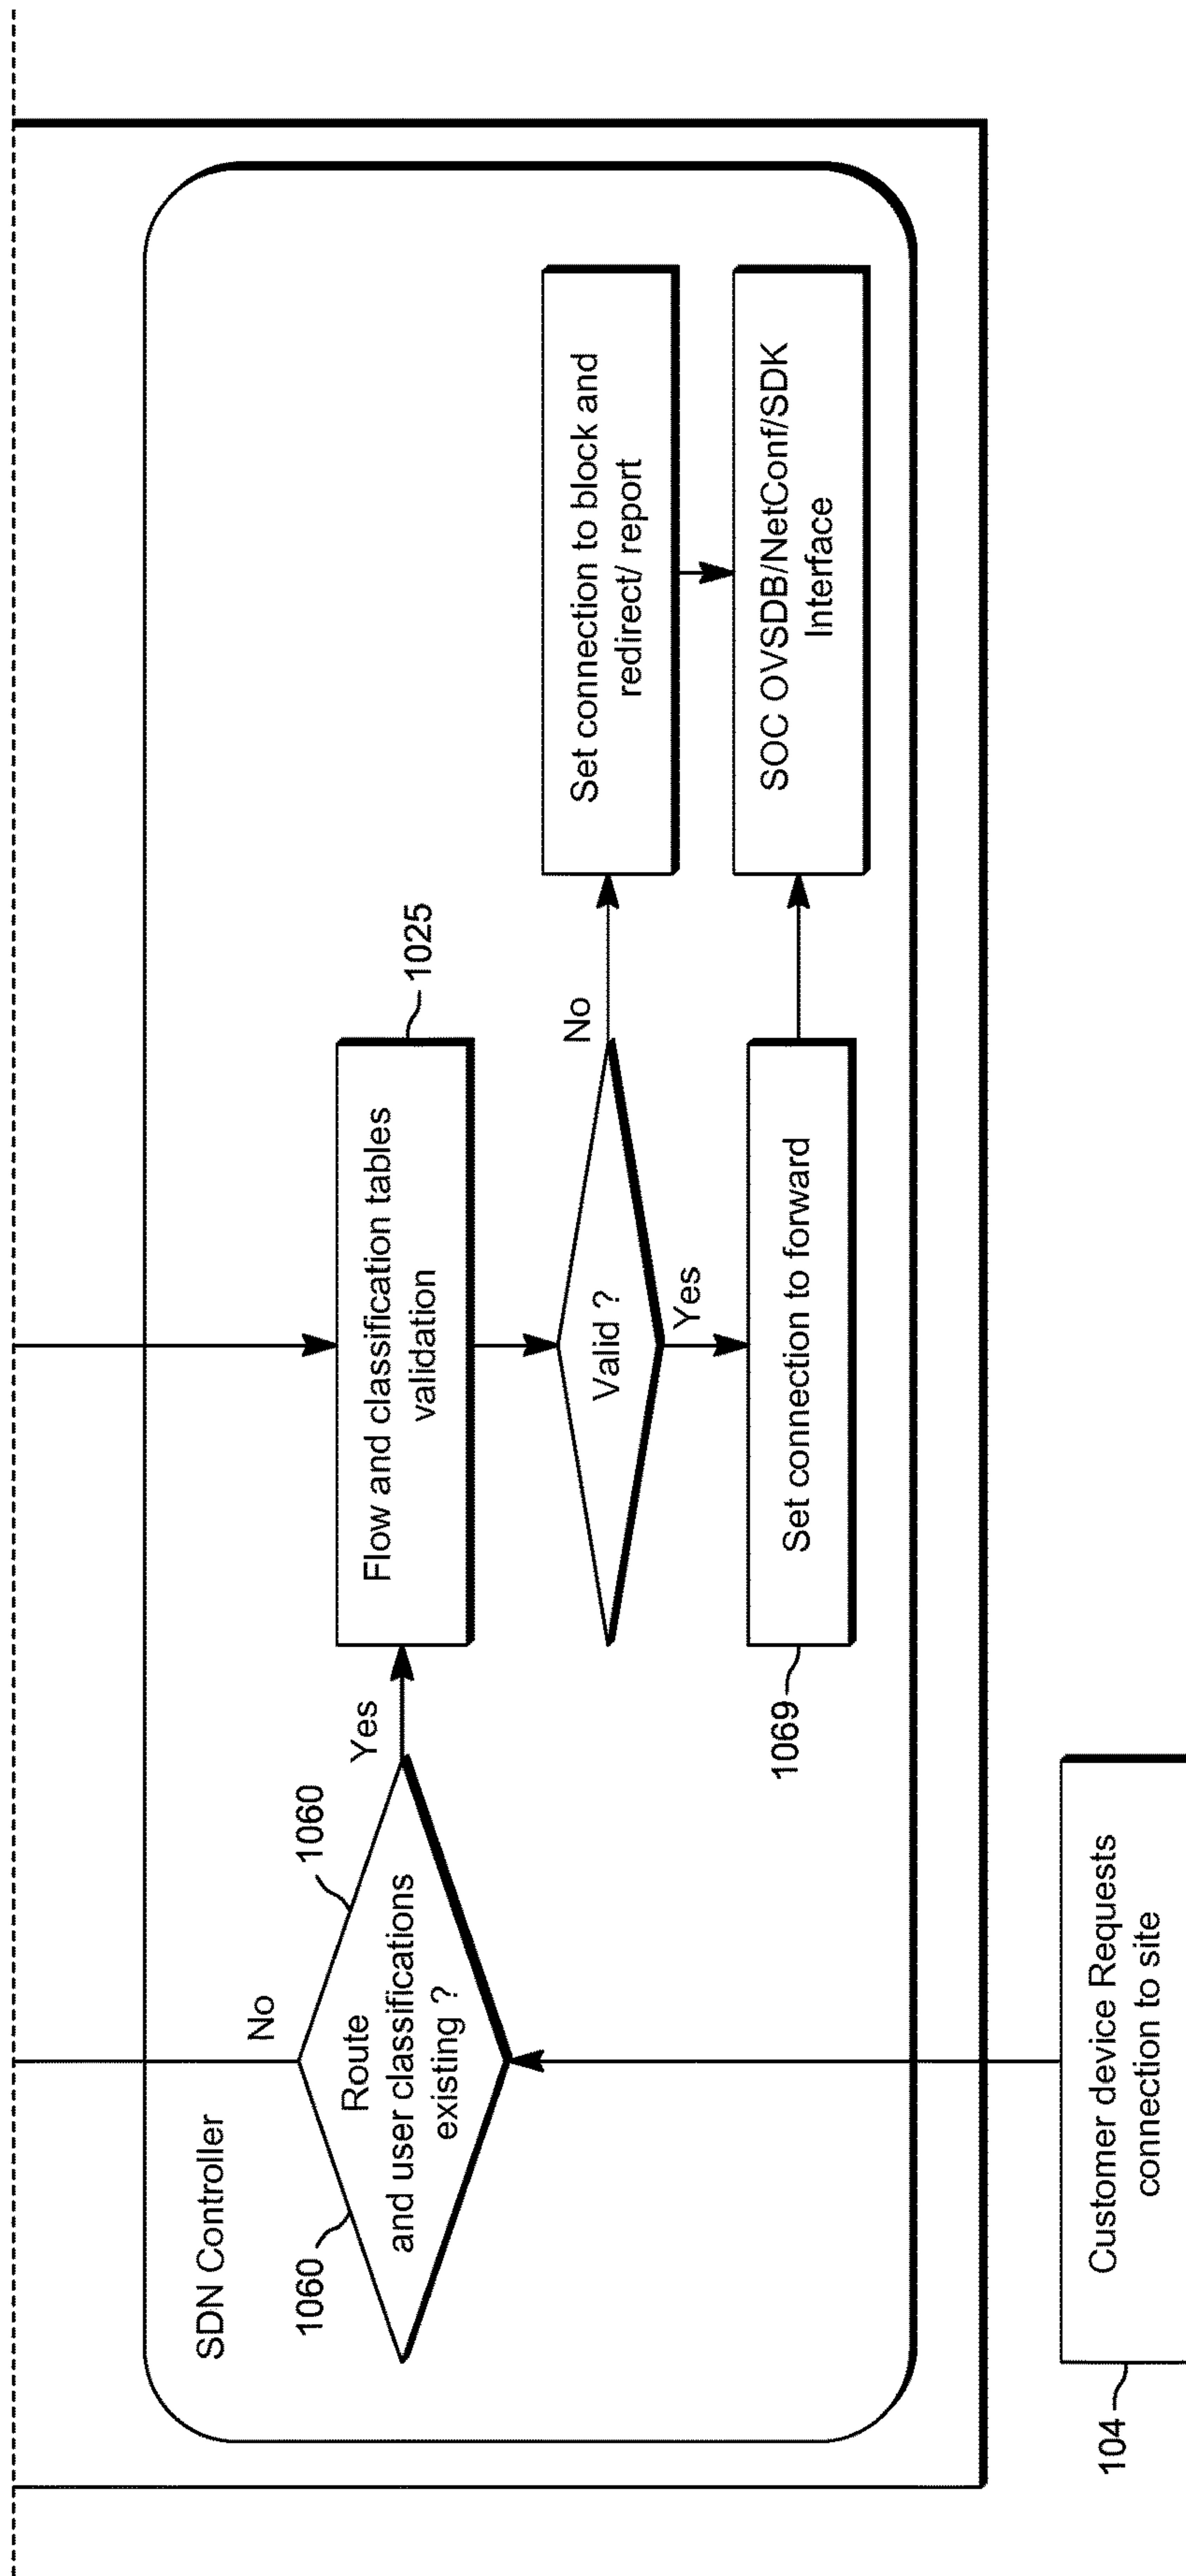 SDN Controller
No
1060
1060
Route
and user classifications
existing ?
Yes
1025
Flow and classification tables
validation
Valid ?
No
Yes
Set connection to block and
redirect/ report
1069
Set connection to forward
SOC OVSDB/NetConf/SDK
Interface
104
Customer device Requests
connection to site